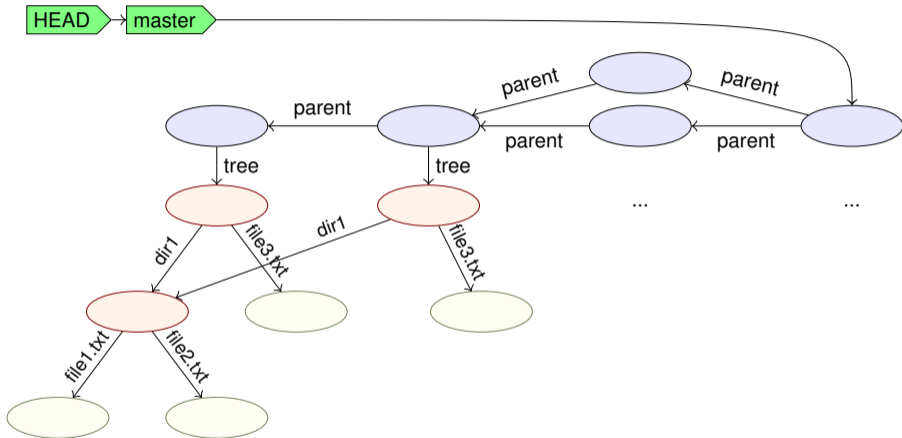 HEAD
master
parent
parent
parent
parent
parent
tree
tree
...
...
dir1
file3.txt
dir1
file3.txt
file1.txt
file2.txt